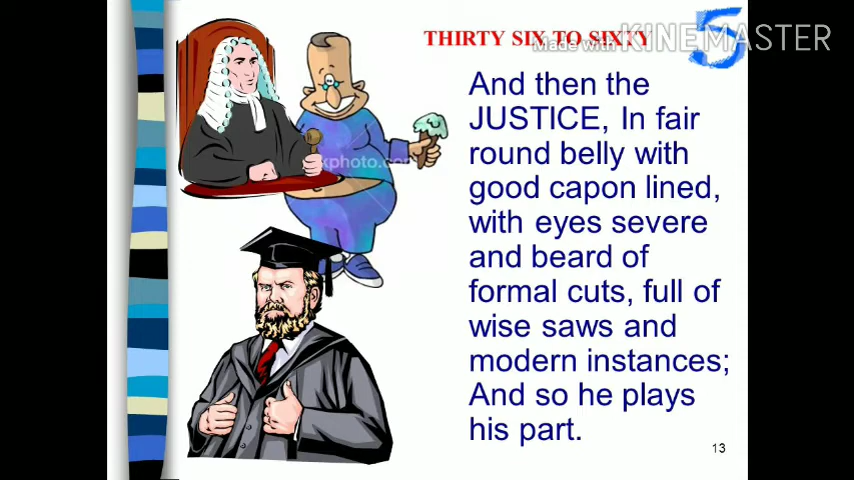 THIRTY SIX TO SIXTY
5
Made with KINEMASTER
And then the
JUSTICE, In fair
round belly with
good capon lined,
with eyes severe
and beard of
formal cuts, full of
wise saws and
modern instances;
And so he plays
his part.
13